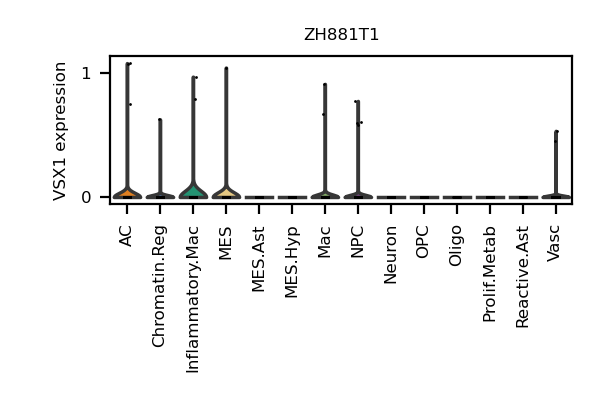 ZH881T1
VSX1 expression
1
0
AC
Chromatin.Reg
Inflammatory.Mac
MES
MES.Ast
MES.Hyp
Mac
NPC
Neuron
OPC
Oligo
Prolif.Metab
Reactive.Ast
Vasc